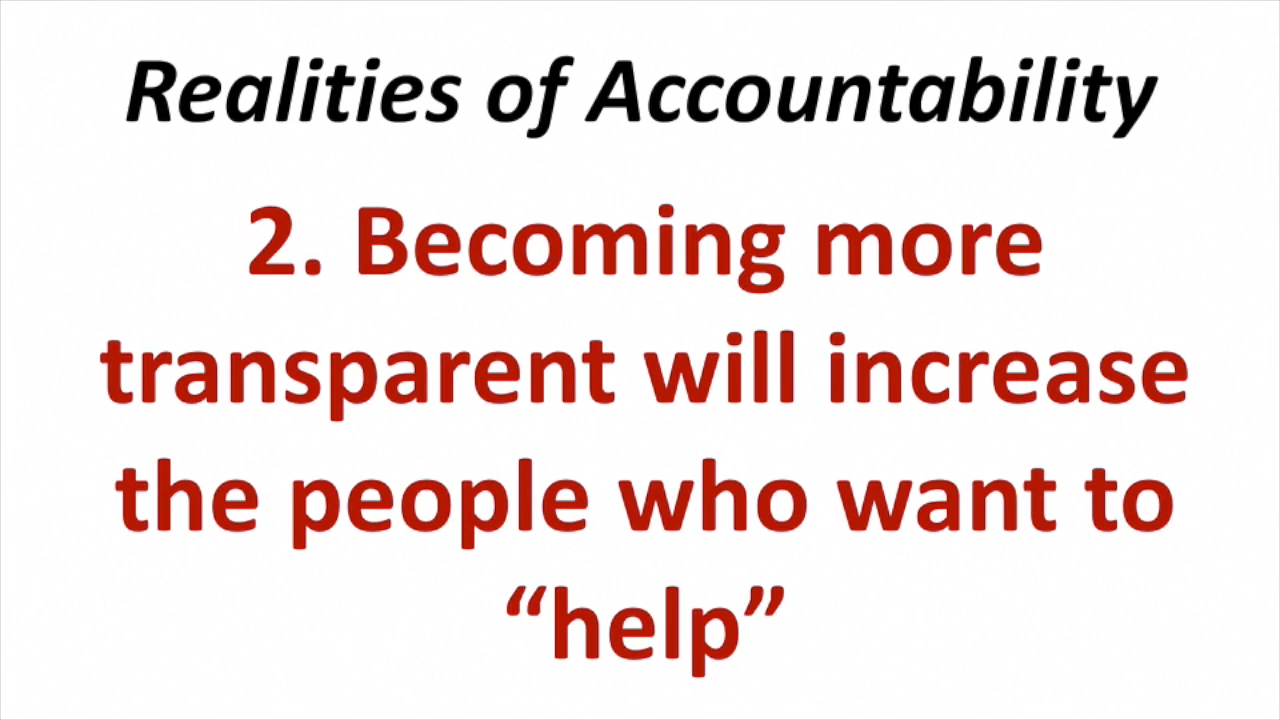 Realities of Accountability
2. Becoming more
transparent will increase
the people who want to
“help”